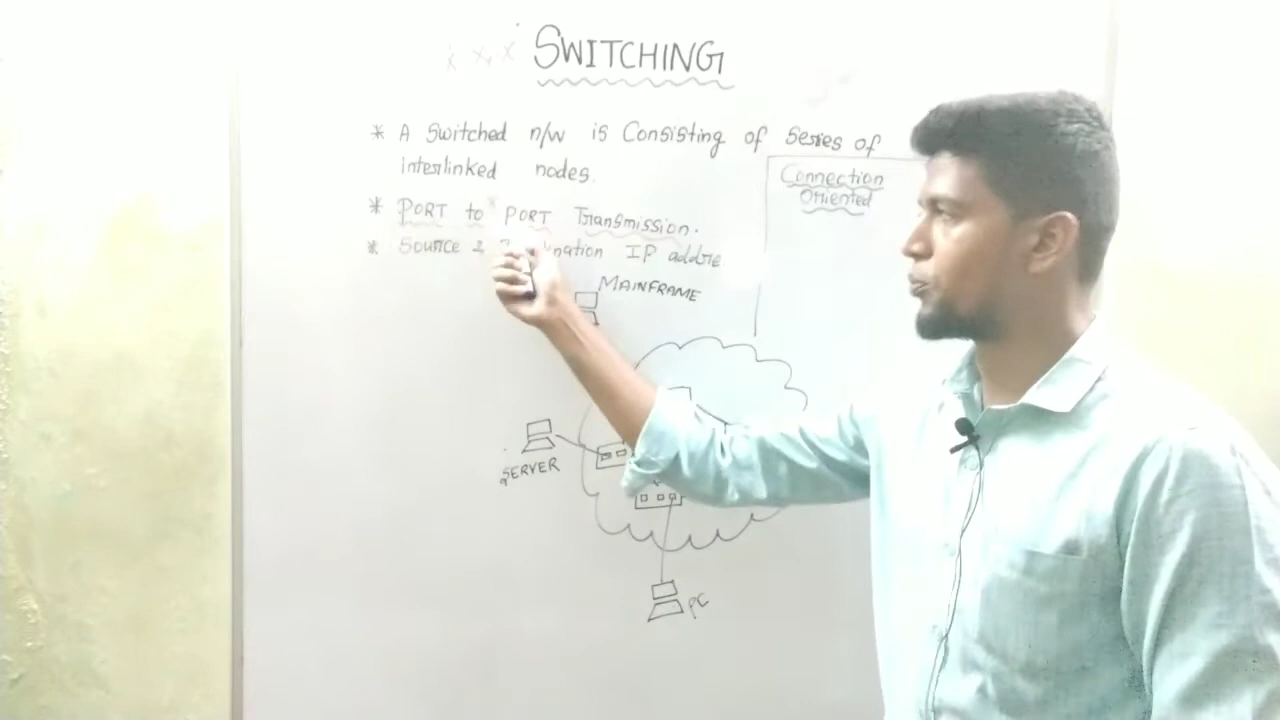 SWITCHING
* A Switched n/w is Consisting of Series of
interlinked nodes.
* PORT to PORT Transmission.
* Source & IP addre
Connection
Oriented
MAINFRAME
SERVER
PC